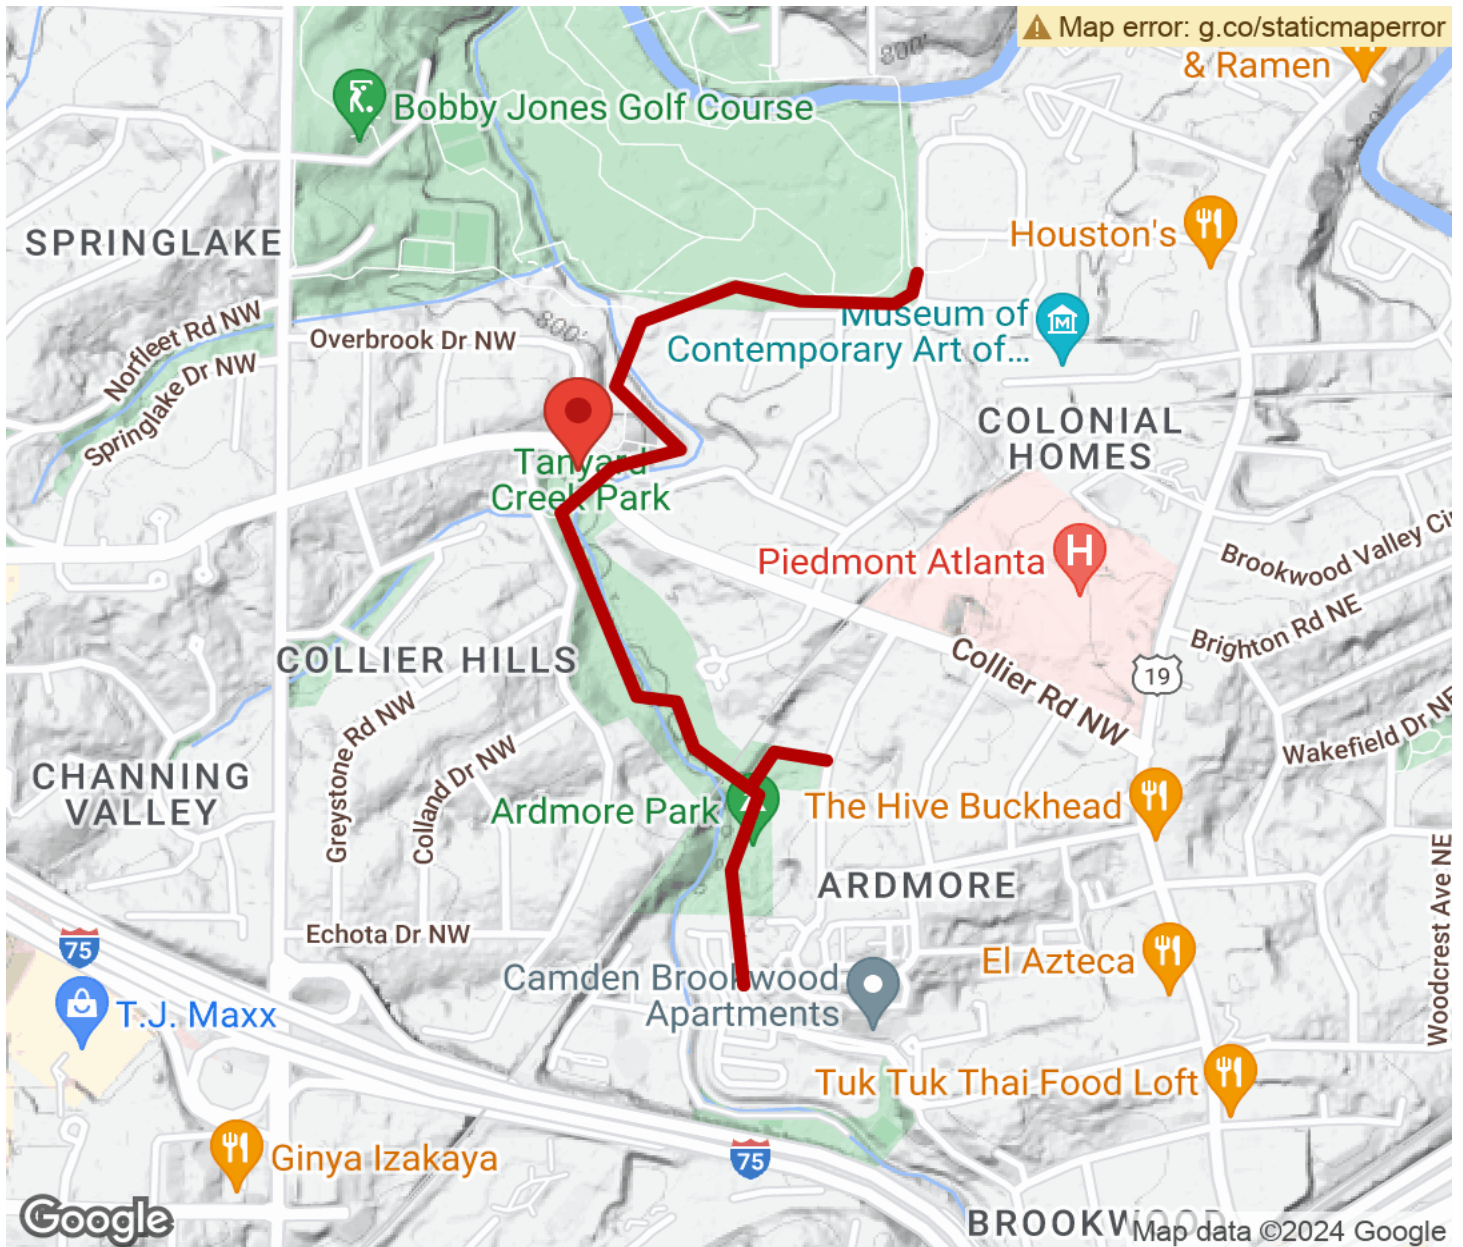 Map error: g.co/staticmaperror
& Ramen
Bobby Jones Golf Course
800'
SPRINGLAKE
Houston's
Norfleet Rd NW
Springlake Dr NW
Overbrook Dr NW
800'
Museum of
Contemporary Art of...
M
COLONIAL
HOMES
Tanyard
Creek Park
Piedmont Atlanta
H
Brookwood Valley Cir
Brighton Rd NE
COLLIER HILLS
Collier Rd NW
19
Greystone Rd NW
Colland Dr NW
Wakefield Dr NE
CHANNING
VALLEY
Ardmore Park
The Hive Buckhead
ARDMORE
Woodcrest Ave NE
Echota Dr NW
75
El Azteca
Camden Brookwood
Apartments
T.J. Maxx
Tuk Tuk Thai Food Loft
75
Ginya Izakaya
Google
BROOKWOOD
Map data ©2024 Google